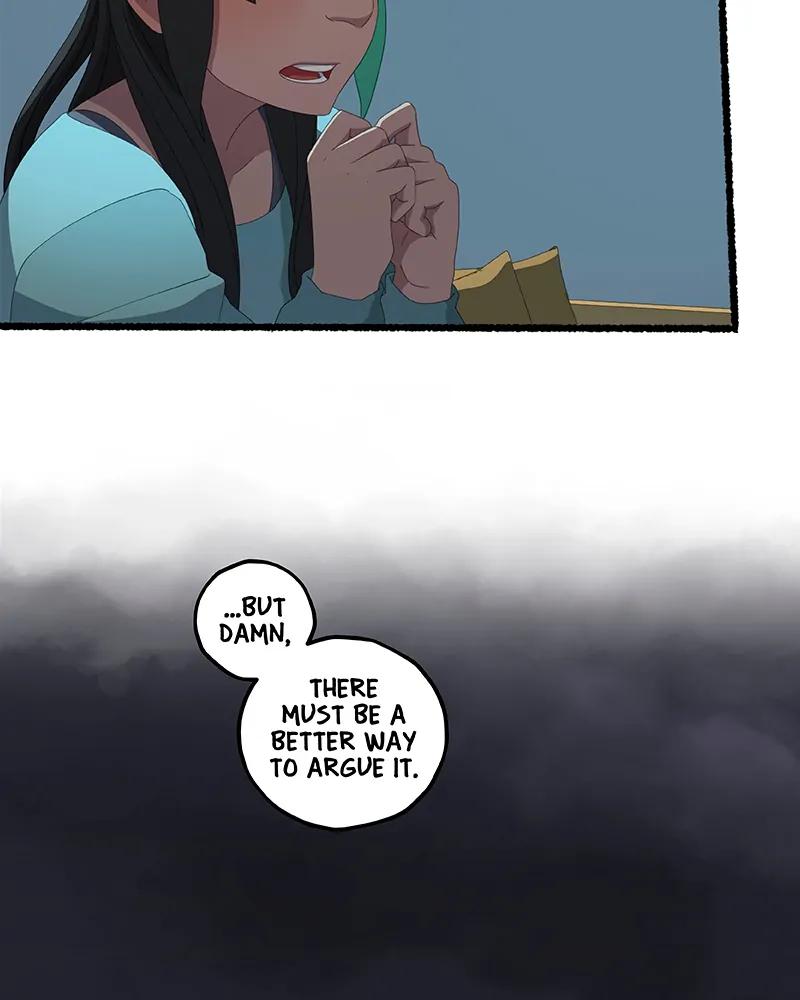 ...BUT
DAMN,
THERE
MUST BE A
BETTER WAY
TO ARGUE IT.